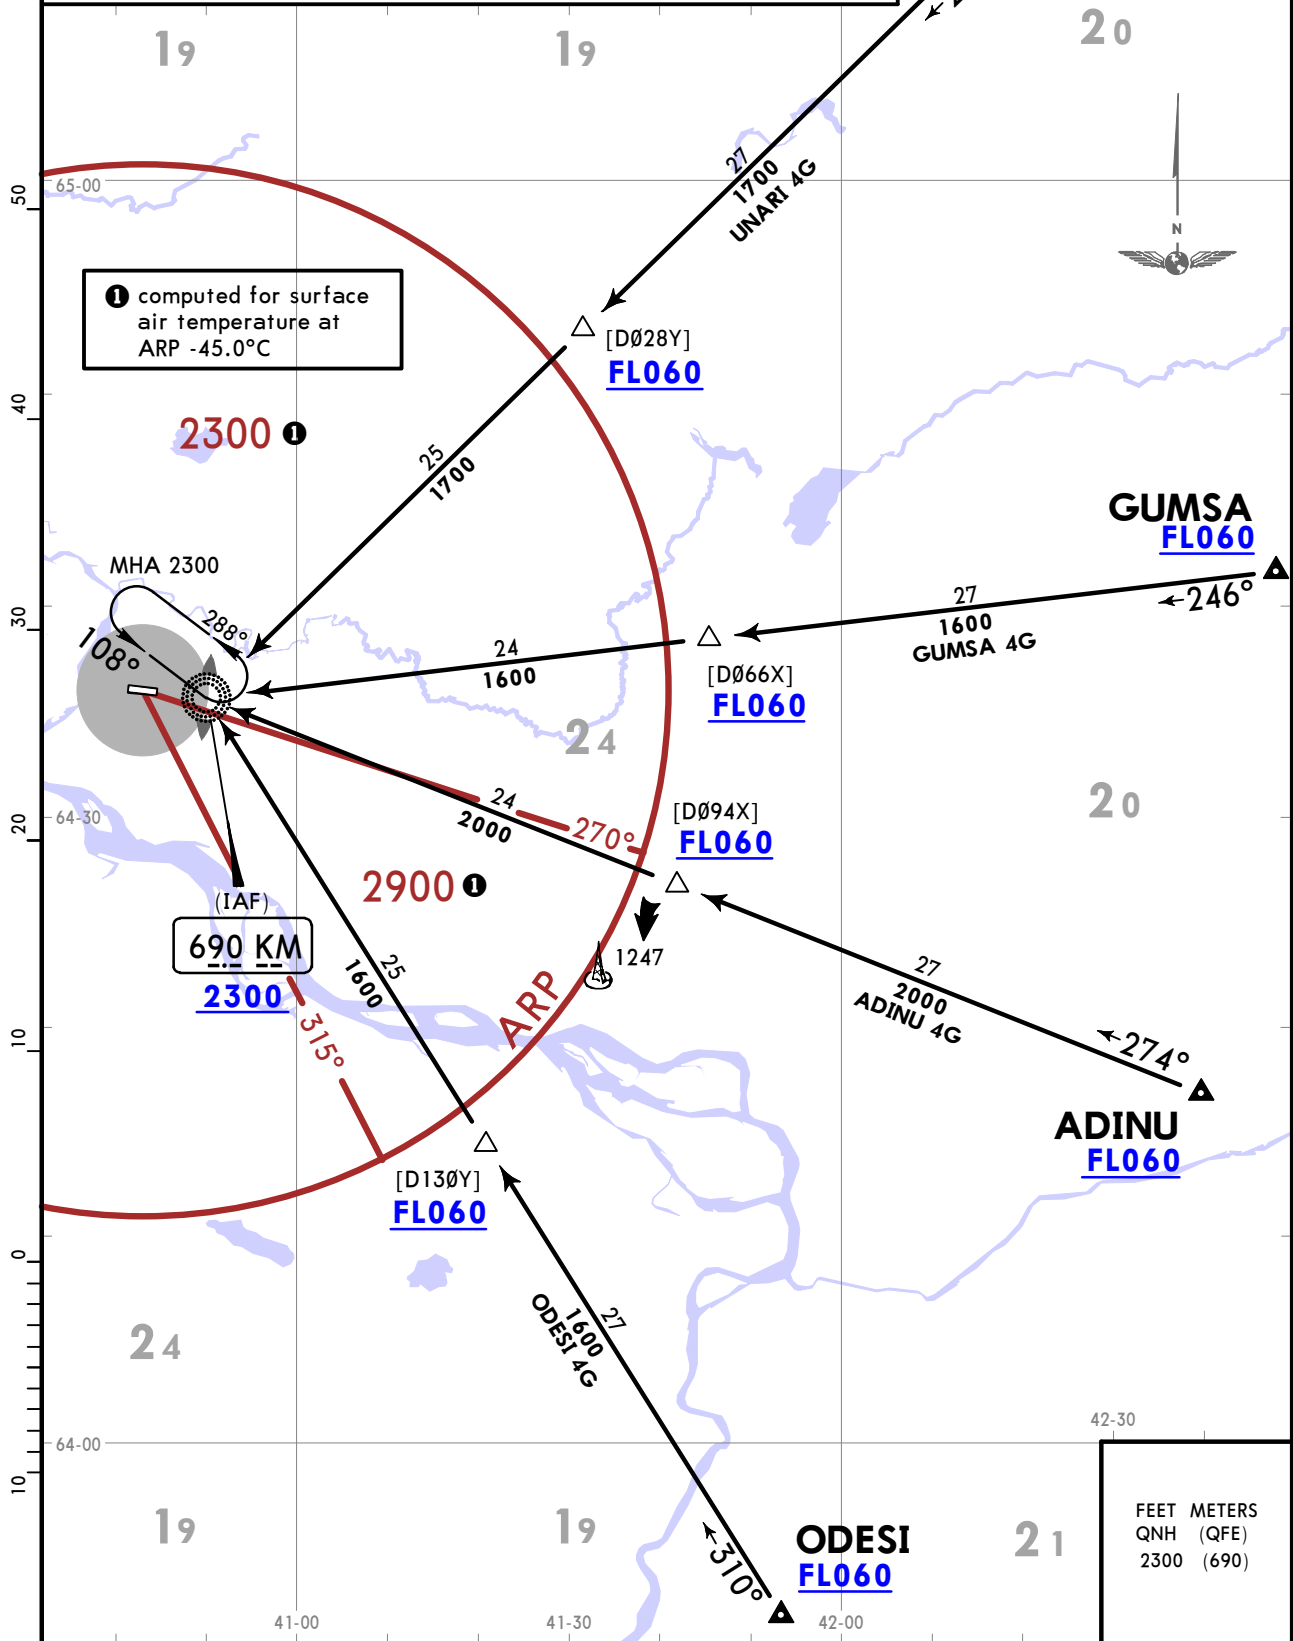 19
19
20
50
65-00
27
1700
UNARI 4G
N
❶ computed for surface
air temperature at
ARP -45.0°C
[DØ28Y]
FL060
40
2300 ❶
25
1700
GUMSA
FL060
MHA 2300
30
288°
108°
27
1600
GUMSA 4G
246°
24
1600
[DØ66X]
FL060
24
20
20
64-30
24
2000
270°
[DØ94X]
FL060
2900 ❶
(IAF)
690 KM
2300
25
1600
1247
27
2000
ADINU 4G
274°
10
315°
ARP
ADINU
FL060
[D13ØY]
FL060
0
24
27
1600
ODESI 4G
42-30
64-00
10
19
19
21
310°
ODESI
FL060
FEET METERS
QNH (QFE)
2300 (690)
41-00
41-30
42-00